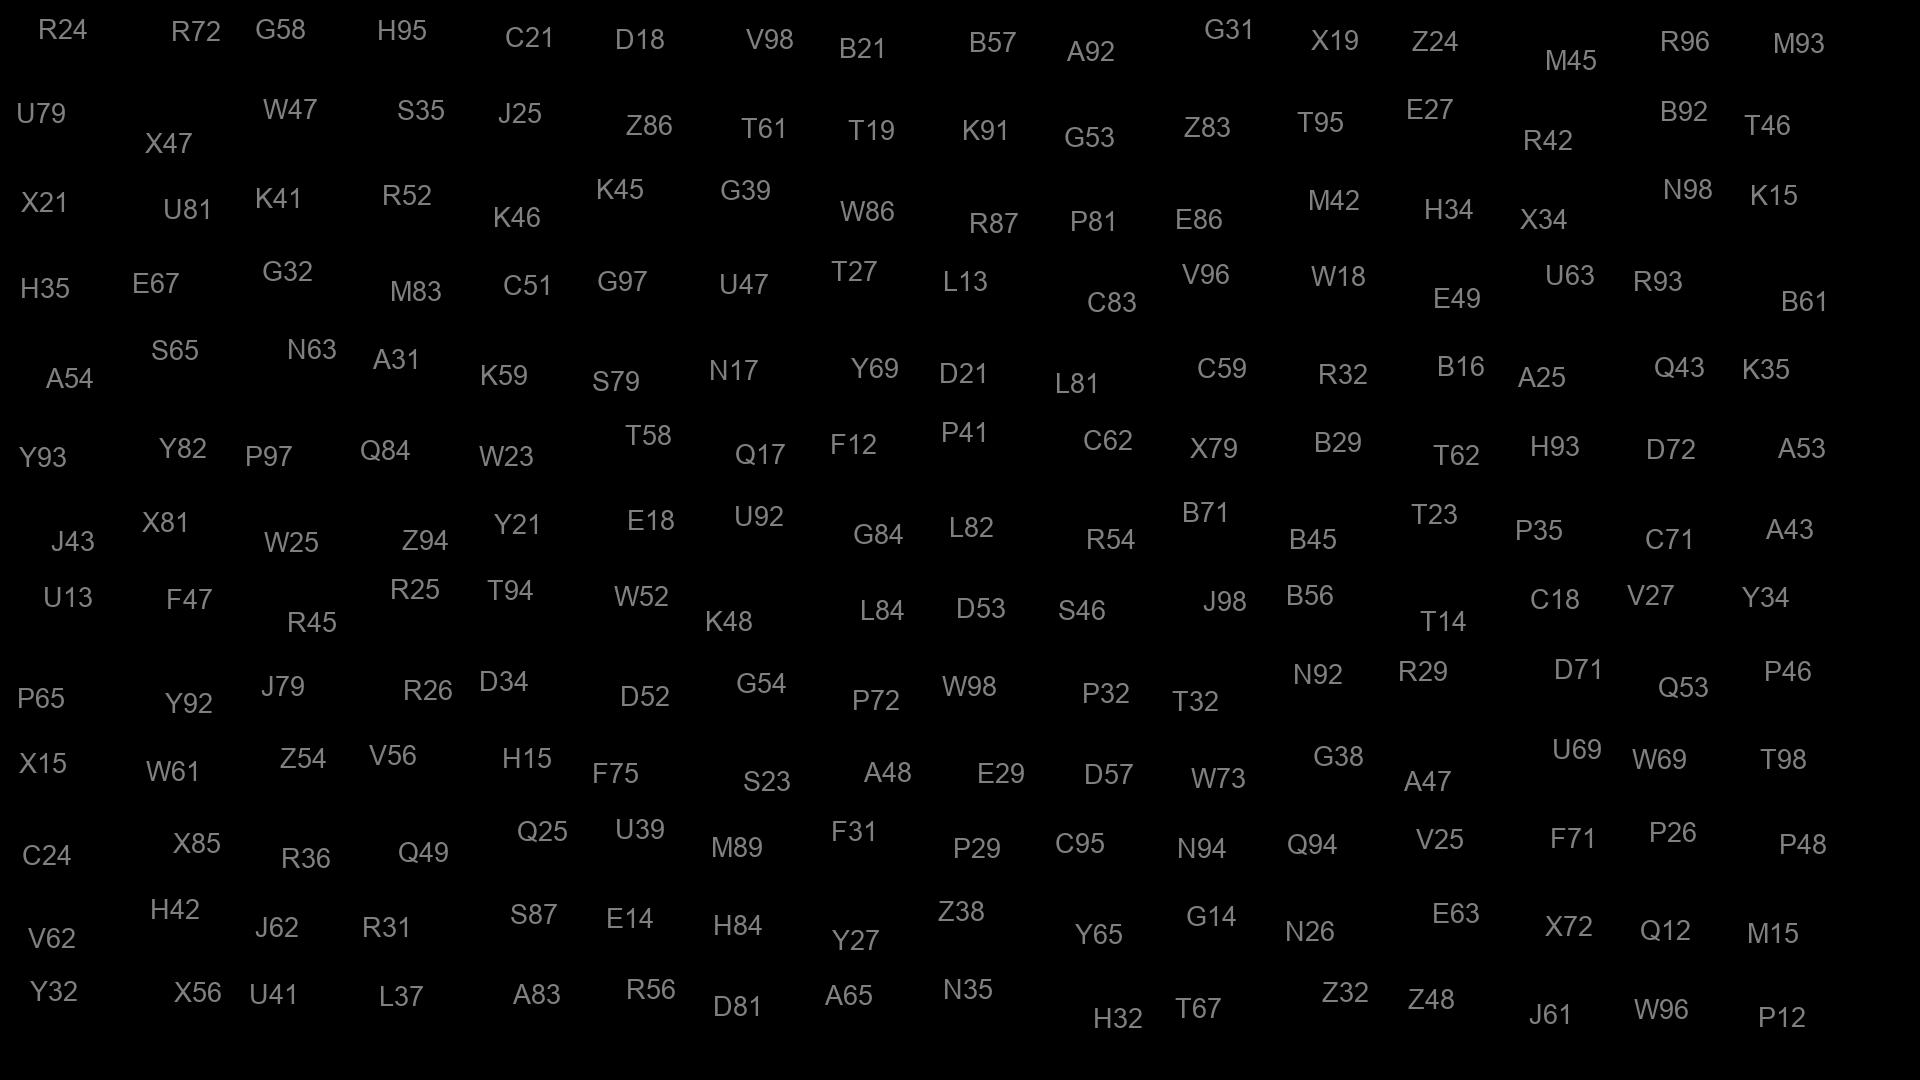 R24 R72 G58 H95 C21 D18 V98 B21 B57 A92 G31 X19 Z24 M45 R96 M93
U79 X47 W47 S35 J25 Z86 T61 T19 K91 G53 Z83 T95 E27 R42 B92 T46
X21 U81 K41 R52 K46 K45 G39 W86 R87 P81 E86 M42 H34 X34 N98 K15
H35 E67 G32 M83 C51 G97 U47 T27 L13 C83 V96 W18 E49 U63 R93 B61
A54 S65 N63 A31 K59 S79 N17 Y69 D21 L81 C59 R32 B16 A25 Q43 K35
Y93 Y82 P97 Q84 W23 T58 Q17 F12 P41 C62 X79 B29 T62 H93 D72 A53
J43 X81 W25 Z94 Y21 E18 U92 G84 L82 R54 B71 B45 T23 P35 C71 A43
U13 F47 R45 R25 T94 W52 K48 L84 D53 S46 J98 B56 T14 C18 V27 Y34
P65 Y92 J79 R26 D34 D52 G54 P72 W98 P32 T32 N92 R29 D71 Q53 P46
X15 W61 Z54 V56 H15 F75 S23 A48 E29 D57 W73 G38 A47 U69 W69 T98
C24 X85 R36 Q49 Q25 U39 M89 F31 P29 C95 N94 Q94 V25 F71 P26 P48
V62 H42 J62 R31 S87 E14 H84 Y27 Z38 Y65 G14 N26 E63 X72 Q12 M15
Y32 X56 U41 L37 A83 R56 D81 A65 N35 H32 T67 Z32 Z48 J61 W96 P12